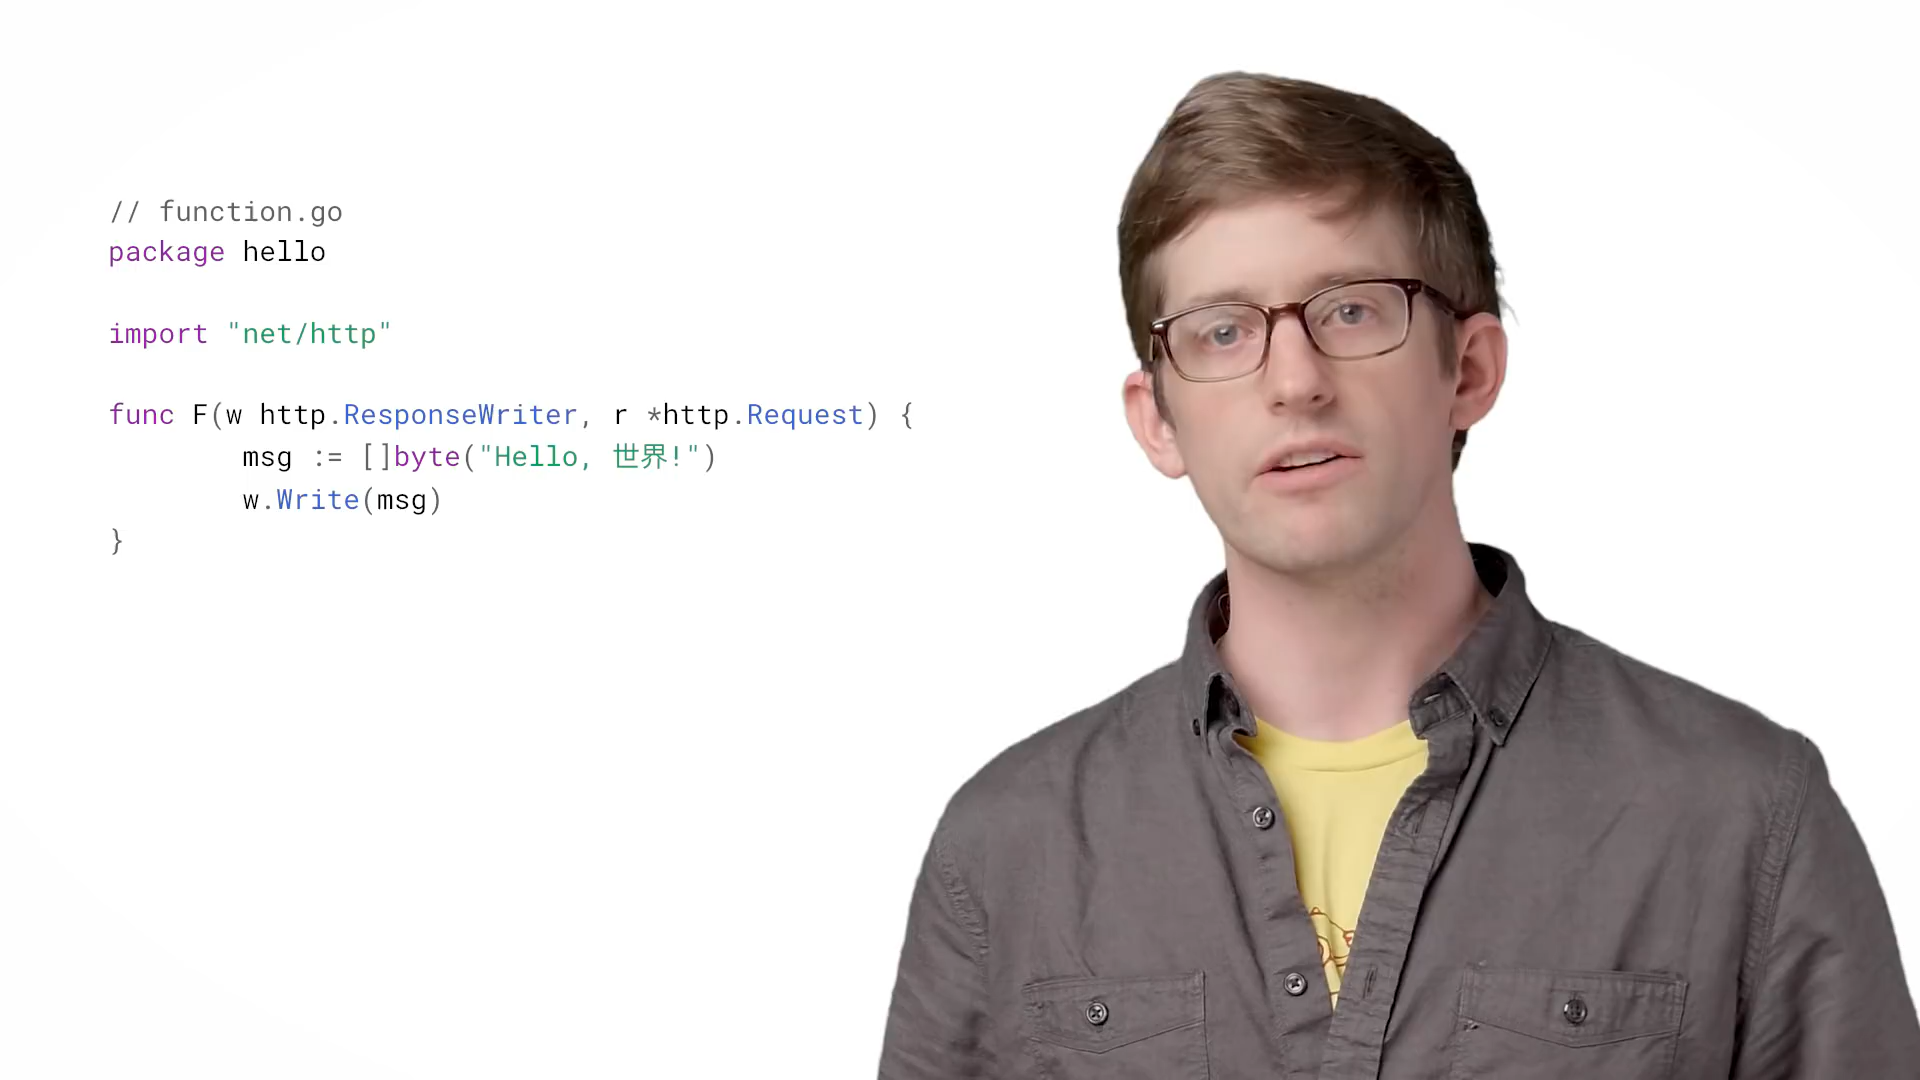 // function.go
package hello
import "net/http"
func F(w http.ResponseWriter, r *http.Request) {
msg := []byte("Hello, 世界!")
w.Write(msg)
}